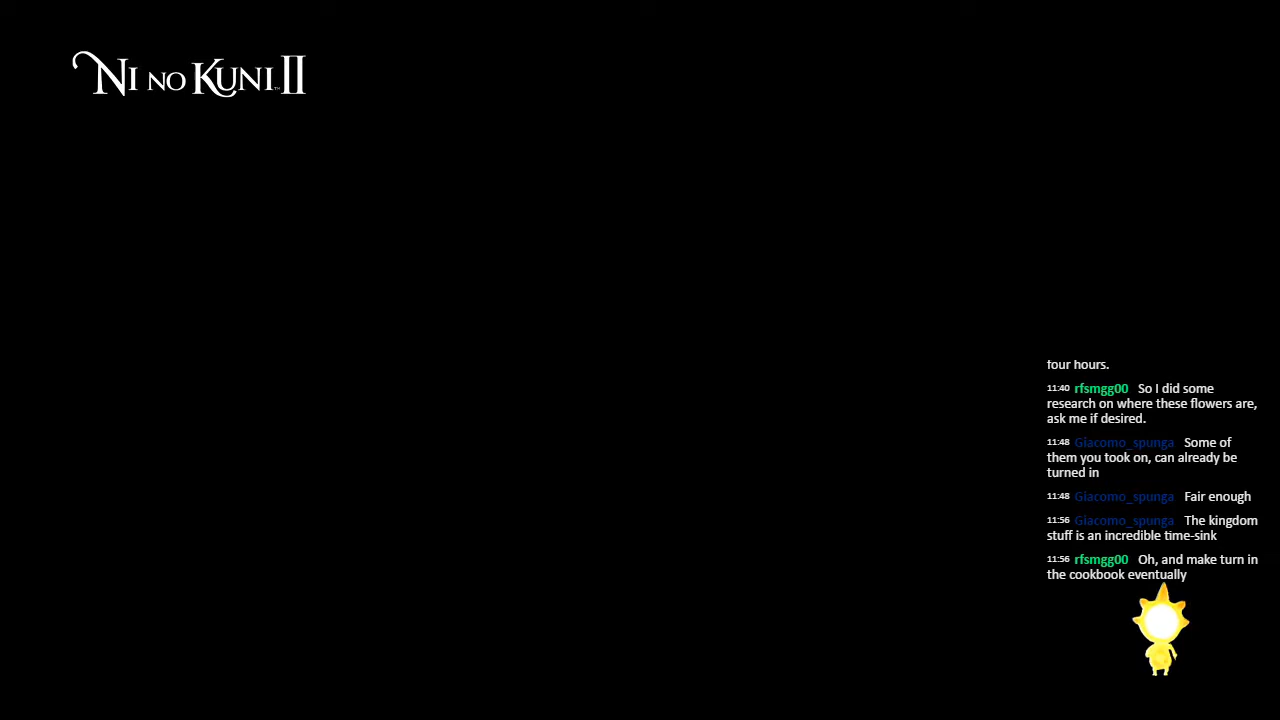 NI NO KUNI™ II
four hours.
11:40 rfsmgg00 So I did some
research on where these flowers are,
ask me if desired.
11:48 Giacomo_spunga Some of
them you took on, can already be
turned in
11:48 Giacomo_spunga Fair enough
11:56 Giacomo_spunga The kingdom
stuff is an incredible time-sink
11:56 rfsmgg00 Oh, and make turn in
the cookbook eventually